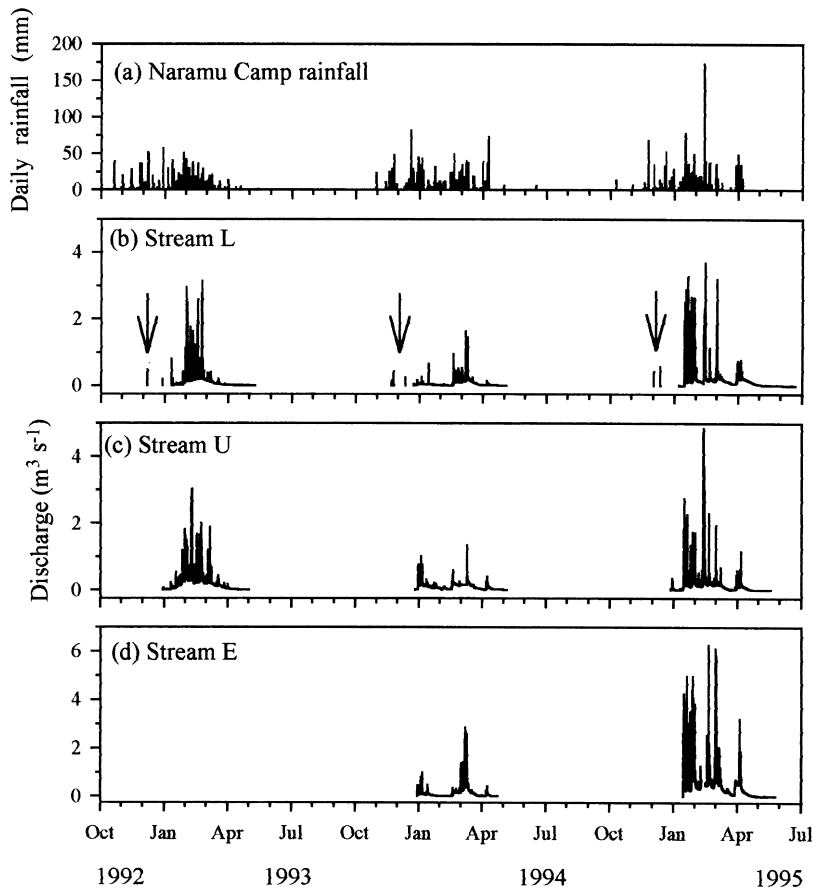 Daily rainfall (mm)
200
150
100
50
0
(a) Naramu Camp rainfall
Discharge (m³ s⁻¹)
4
2
0
(b) Stream L
4
2
0
(c) Stream U
6
4
2
0
(d) Stream E
Oct Jan Apr Jul Oct Jan Apr Jul Oct Jan Apr Jul
1992 1993 1994 1995